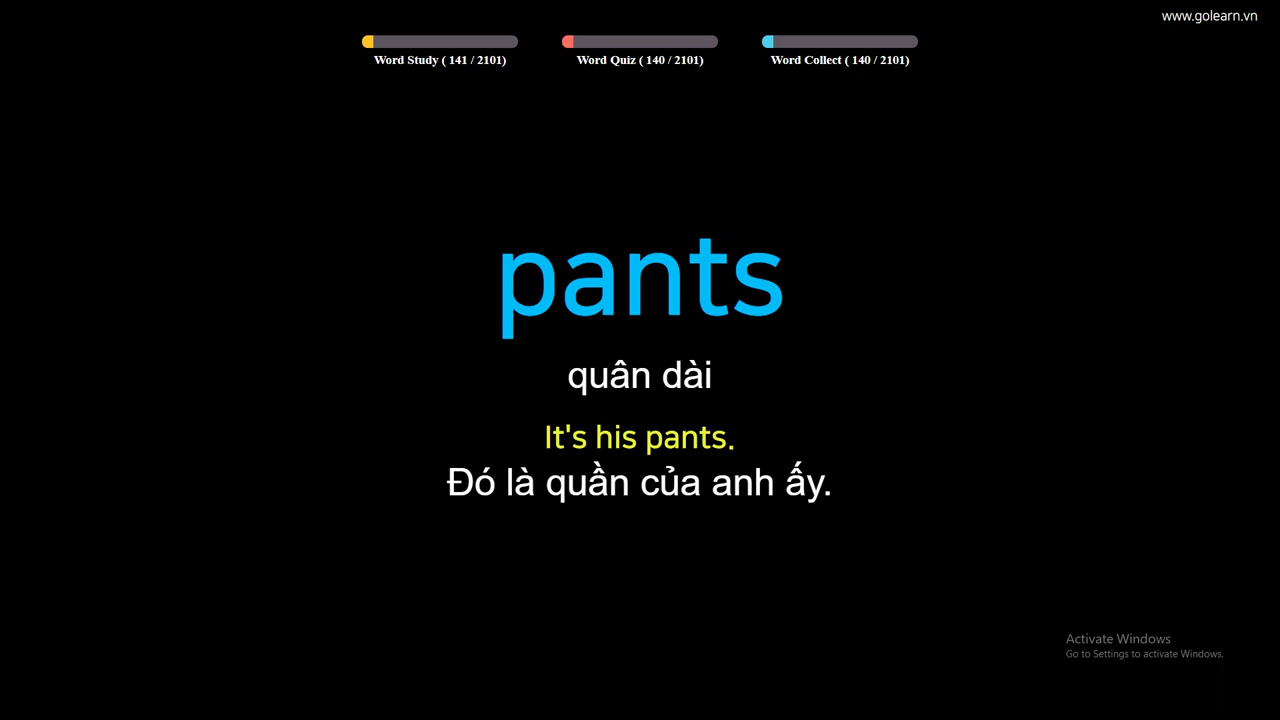 www.golearn.vn
Word Study ( 141 / 2101) Word Quiz ( 140 / 2101) Word Collect ( 140 / 2101)
pants
quân dài
It's his pants.
Đó là quần của anh ấy.
Activate Windows
Go to Settings to activate Windows.